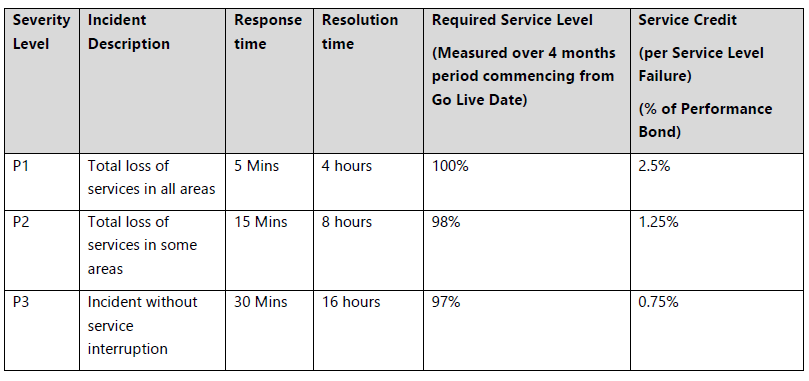 Severity Level
Incident Description
Response time
Resolution time
Required Service Level
(Measured over 4 months period commencing from Go Live Date)
Service Credit
(per Service Level Failure)
(% of Performance Bond)
P1
Total loss of services in all areas
5 Mins
4 hours
100%
2.5%
P2
Total loss of services in some areas
15 Mins
8 hours
98%
1.25%
P3
Incident without service interruption
30 Mins
16 hours
97%
0.75%